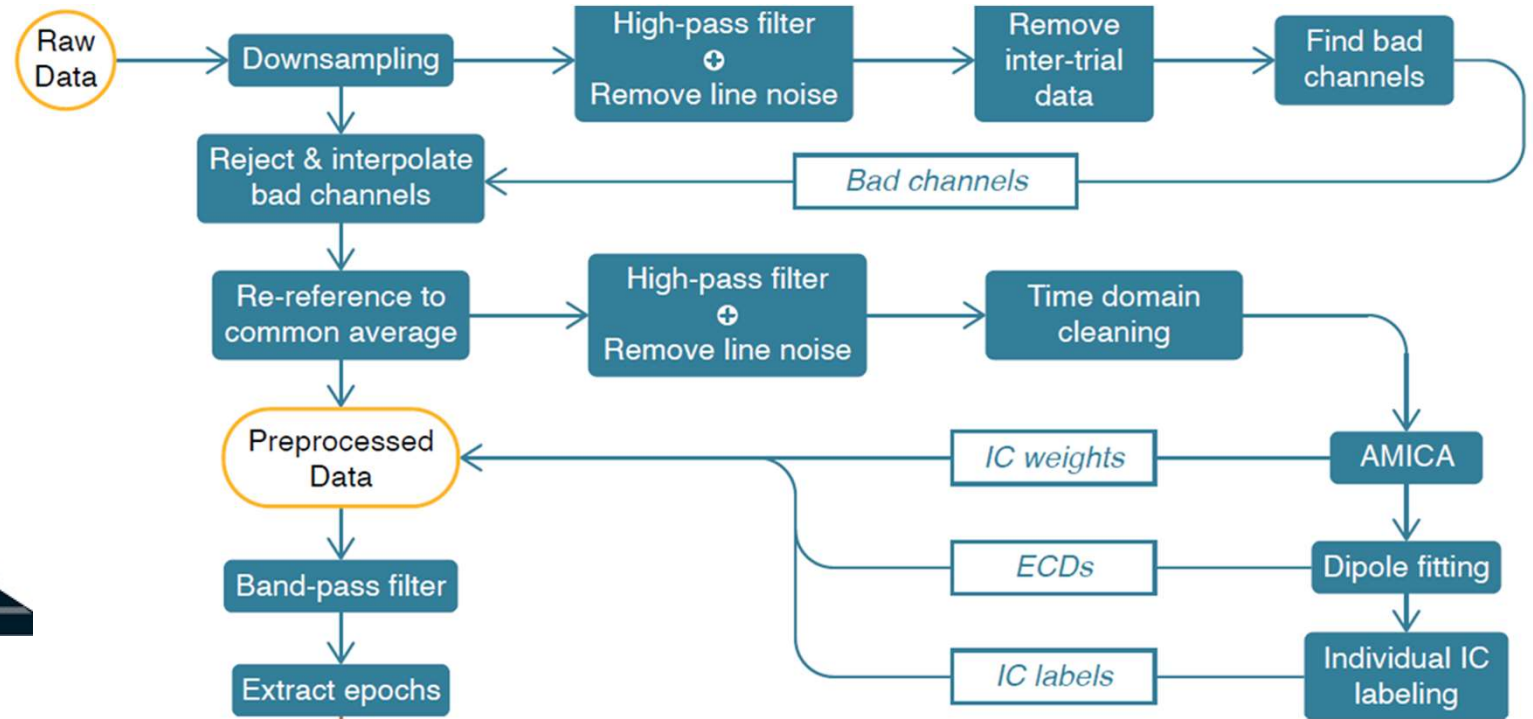 Raw
Data
Downsampling
High-pass filter
+
Remove line noise
Remove
inter-trial
data
Find bad
channels
Reject & interpolate
bad channels
Bad channels
Re-reference to
common average
High-pass filter
+
Remove line noise
Time domain
cleaning
Preprocessed
Data
IC weights
AMICA
Band-pass filter
ECDs
Dipole fitting
Extract epochs
IC labels
Individual IC
labeling